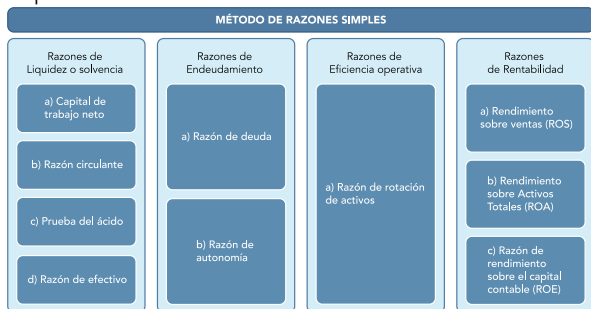 MÉTODO DE RAZONES SIMPLES
Razones de
Liquidez o solvencia
a) Capital de
trabajo neto
b) Razón circulante
c) Prueba del ácido
d) Razón de efectivo
Razones de
Endeudamiento
a) Razón de deuda
b) Razón de
autonomía
Razones de
Eficiencia operativa
a) Razón de rotación
de activos
Razones
de Rentabilidad
a) Rendimiento
sobre ventas (ROS)
b) Rendimiento
sobre Activos
Totales (ROA)
c) Razón de
rendimiento
sobre el capital
contable (ROE)